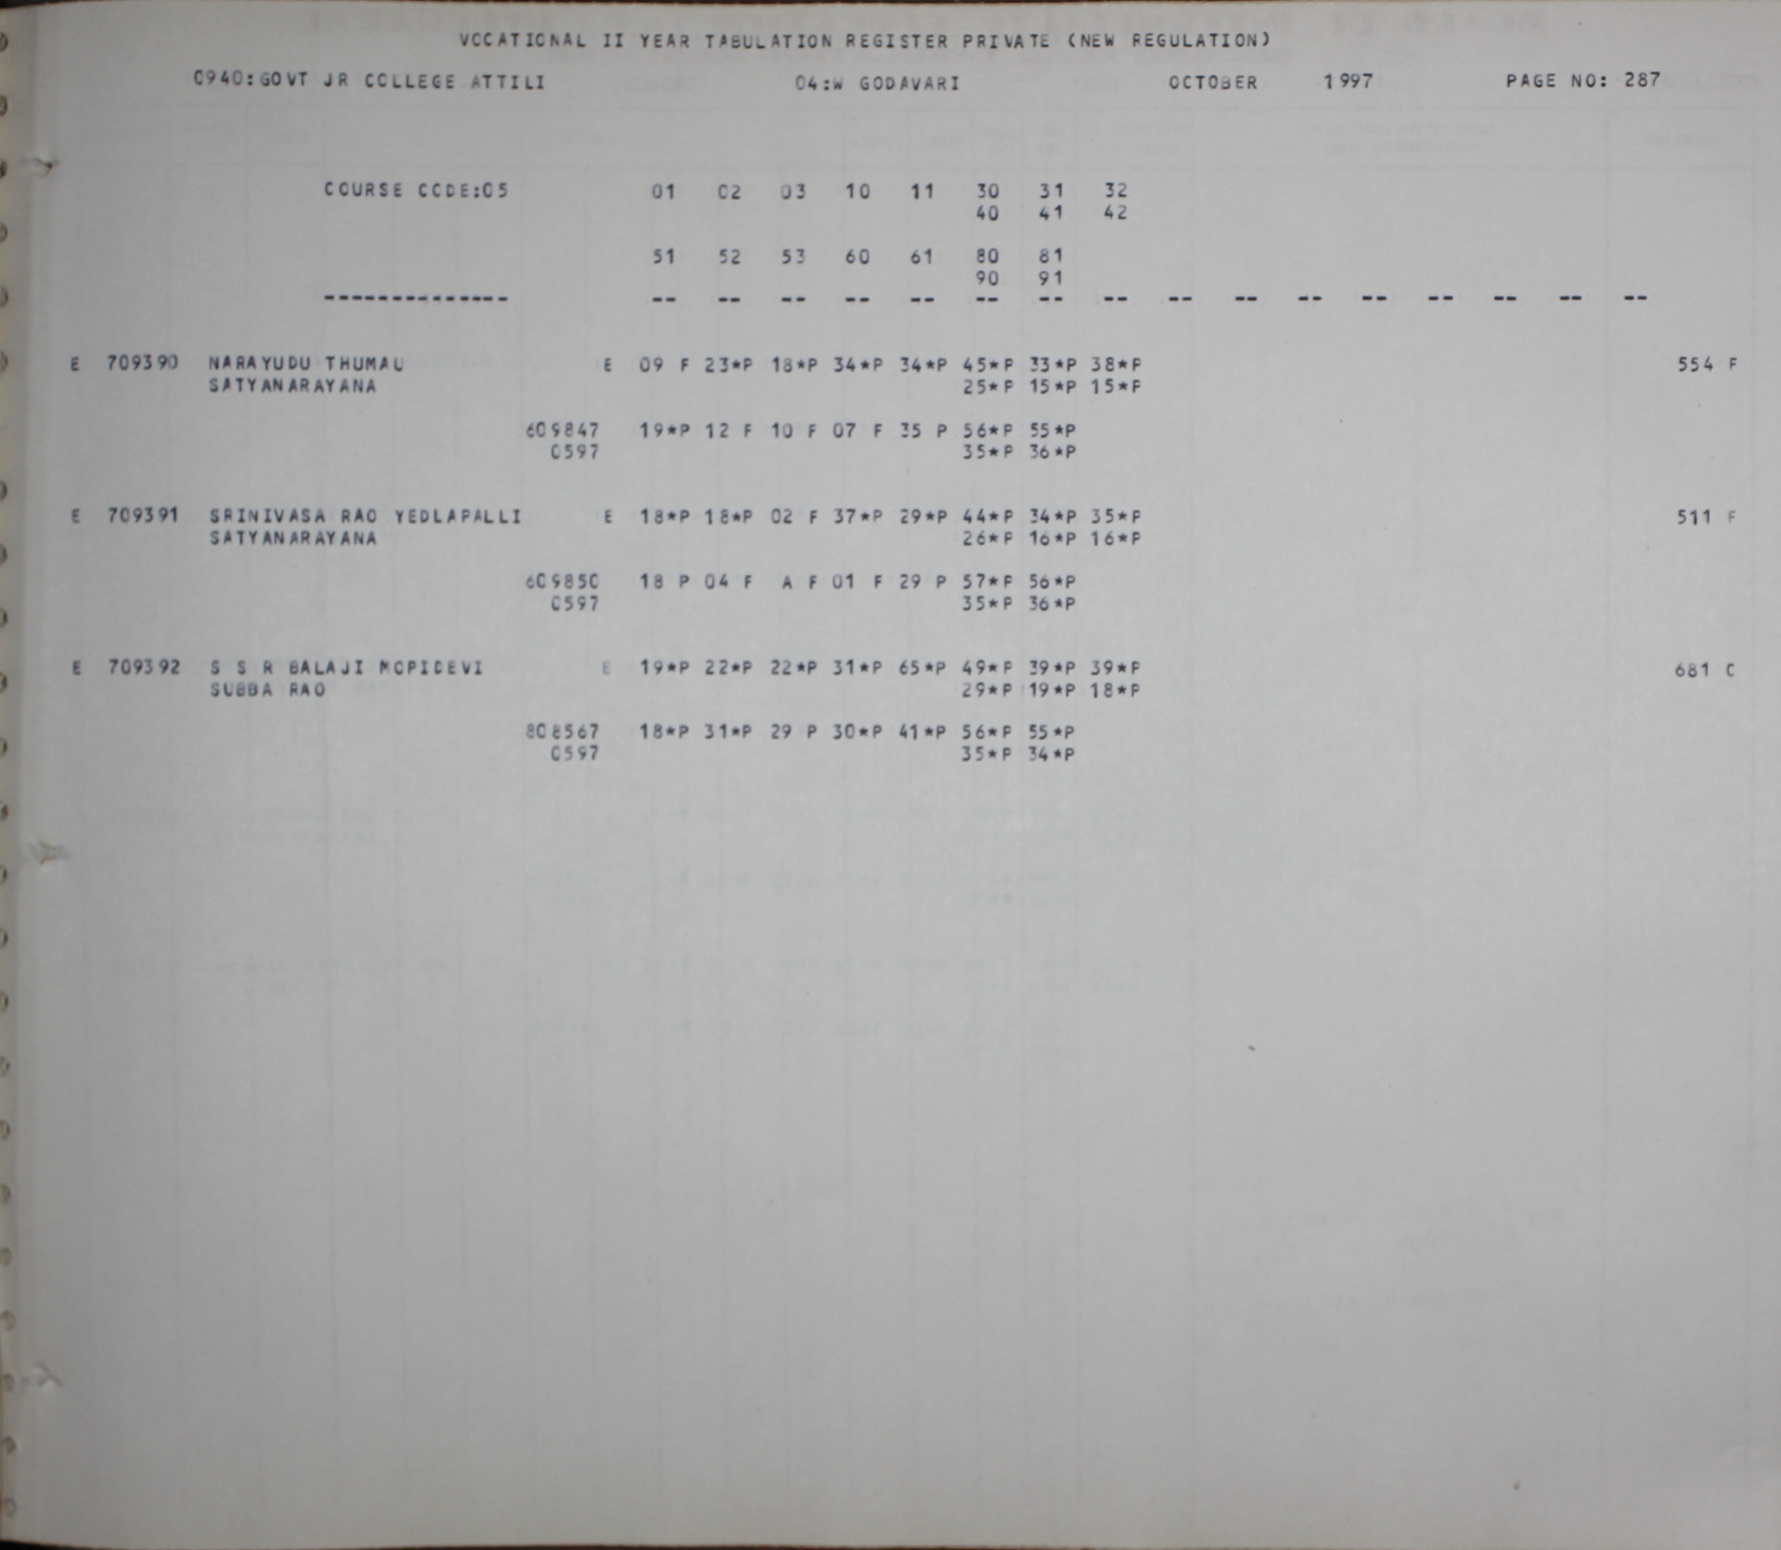 VOCATIONAL II YEAR TABULATION REGISTER PRIVATE (NEW REGULATION)
0940:GOVT JR COLLEGE ATTILI 04:W GODAVARI OCTOBER 1997 PAGE NO: 287
COURSE CODE:05 01 02 03 10 11 30 31 32
40 41 42
51 52 53 60 61 80 81
90 91
-------------- -- -- -- -- -- -- -- -- -- -- -- -- -- -- -- --
E 709390 NARAYUDU THUMAU E 09 F 23*P 18*P 34*P 34*P 45*P 33*P 38*P 554 F
SATYANARAYANA 25*P 15*P 15*P
609847 19*P 12 F 10 F 07 F 35 P 56*P 55*P
0597 35*P 36*P
E 709391 SRINIVASA RAO YEDLAPALLI E 18*P 18*P 02 F 37*P 29*P 44*P 34*P 35*P 511 F
SATYANARAYANA 26*P 16*P 16*P
609850 18 P 04 F A F 01 F 29 P 57*P 56*P
0597 35*P 36*P
E 709392 S S R BALAJI MOPIDEVI E 19*P 22*P 22*P 31*P 65*P 49*P 39*P 39*P 681 C
SUBBA RAO 29*P 19*P 18*P
808567 18*P 31*P 29 P 30*P 41*P 56*P 55*P
0597 35*P 34*P